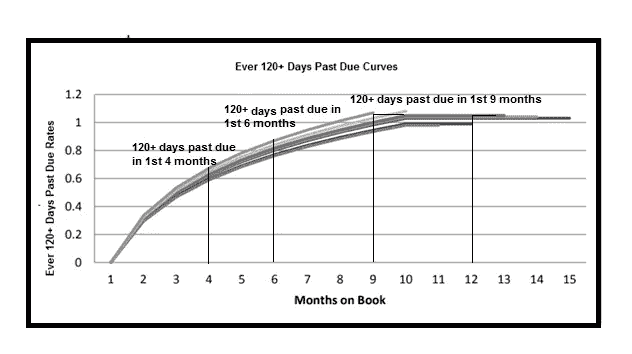 Ever 120+ Days Past Due Curves
120+ days past due in 1st 9 months
120+ days past due in
1st 6 months
120+ days past due
in 1st 4 months
Ever 120+ Days Past Due Rates
1.2
1
0.8
0.6
0.4
0.2
0
1 2 3 4 5 6 7 8 9 10 11 12 13 14 15
Months on Book